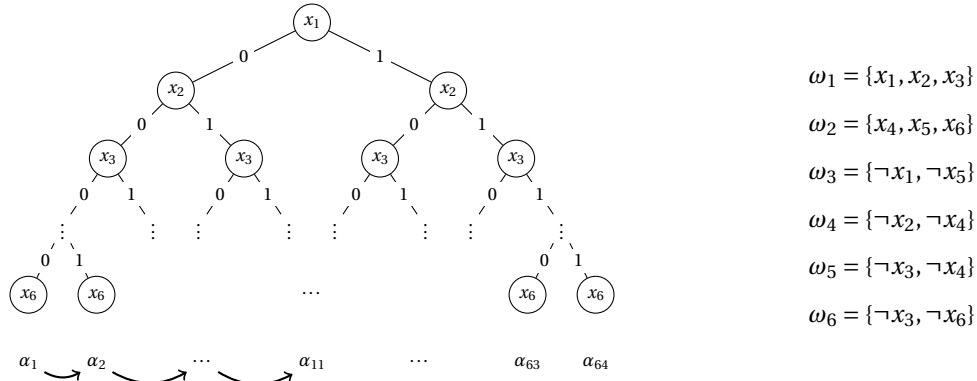 x₁
0 1
x₂ x₂
0 1 0 1
x₃ x₃ x₃ x₃
0 1 0 1 0 1 0 1
⋮ ⋮ ⋮ ⋮ ⋮ ⋮ ⋮ ⋮
0 1 0 1
x₆ x₆ ... x₆ x₆
α₁ α₂ ... α₁₁ ... α₆₃ α₆₄
ω₁ = {x₁, x₂, x₃}
ω₂ = {x₄, x₅, x₆}
ω₃ = {¬x₁, ¬x₅}
ω₄ = {¬x₂, ¬x₄}
ω₅ = {¬x₃, ¬x₄}
ω₆ = {¬x₃, ¬x₆}